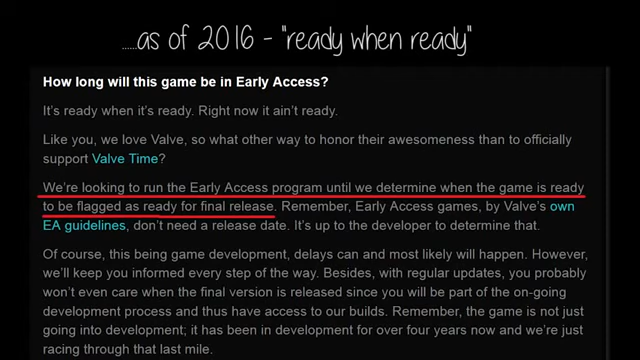 ......as of 2016 - "ready when ready"
How long will this game be in Early Access?
It's ready when it's ready. Right now it ain't ready.
Like you, we love Valve, so what other way to honor their awesomeness than to officially
support Valve Time?
We're looking to run the Early Access program until we determine when the game is ready
to be flagged as ready for final release. Remember, Early Access games, by Valve's own
EA guidelines, don't need a release date. It's up to the developer to determine that.
Of course, this being game development, delays can and most likely will happen. However,
we'll keep you informed every step of the way. Besides, with regular updates, you probably
won't even care when the final version is released since you will be part of the on-going
development process and thus have access to our builds. Remember, the game is not just
going into development; it has been in development for over four years now and we're just
racing through that last mile.